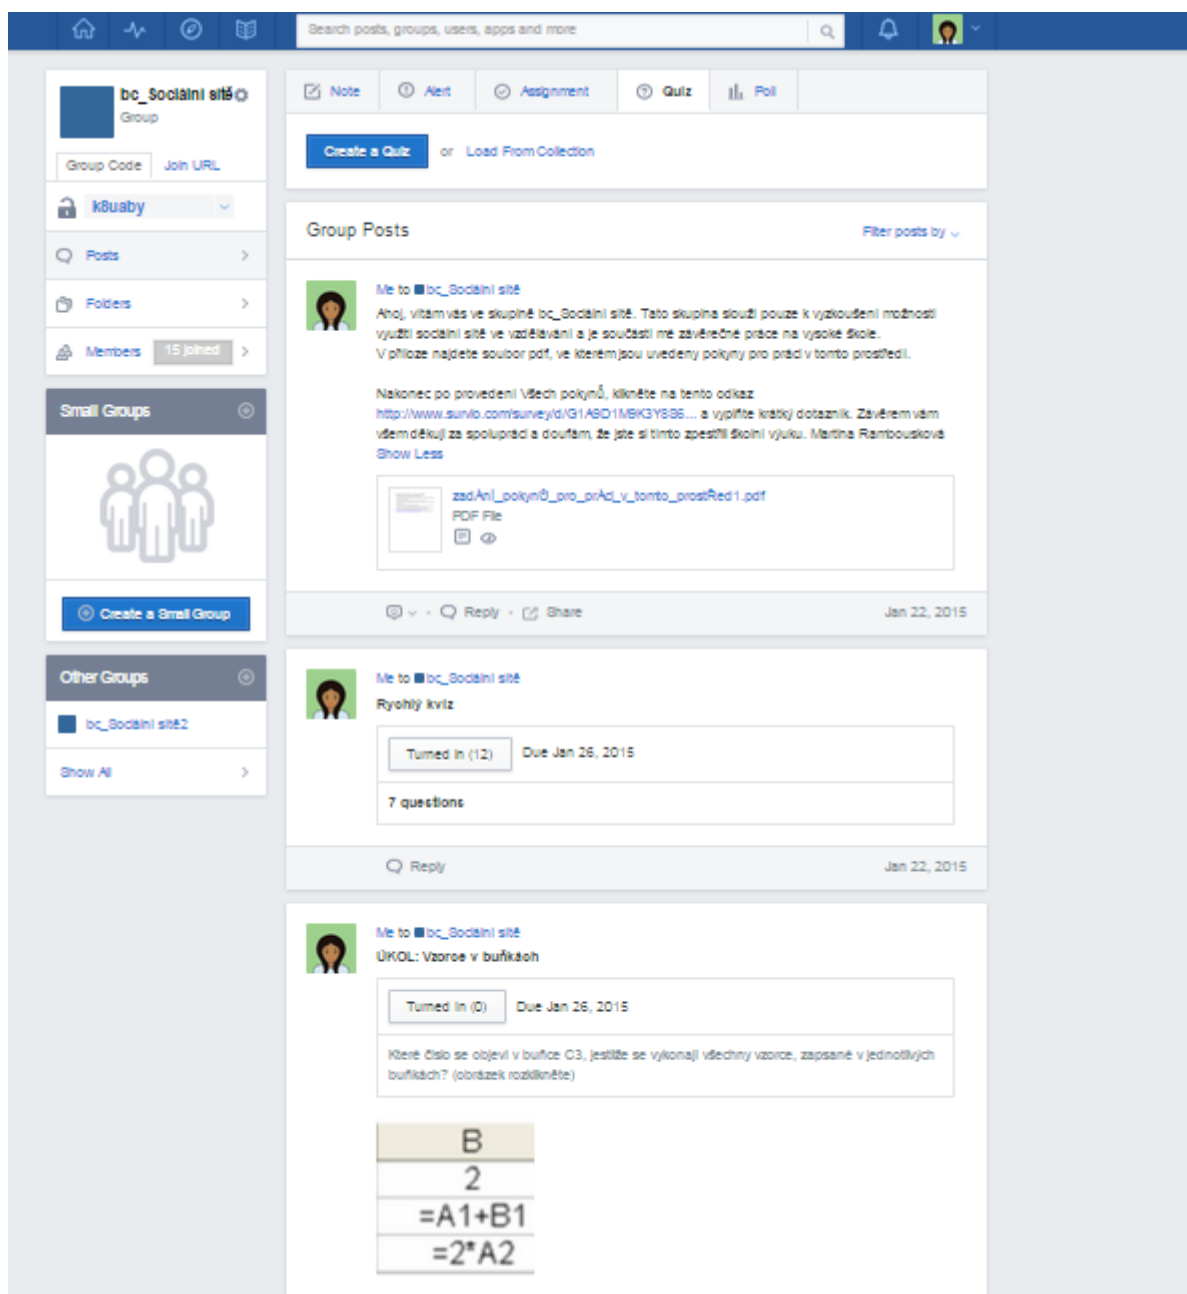 Search posts, groups, users, apps and more
bc_Sociální sítě
Group
Group Code
Join URL
k8uaby
Posts
Folders
Members
15 joined
Small Groups
Create a Small Group
Other Groups
bc_Sociální sítě2
Show All
Note
Alert
Assignment
Quiz
Poll
Create a Quiz or Load From Collection
Group Posts
Filter posts by
Me to bc_Sociální sítě
Ahoj, vítám vás ve skupině bc_Sociální sítě. Tato skupina slouží pouze k vyzkoušení možností
využití sociální sítě ve vzdělávání a je součástí mé závěrečné práce na vysoké škole.
V příloze najdete soubor pdf, ve kterém jsou uvedeny pokyny pro práci v tomto prostředí.
Nakonec po provedení Všech pokynů, klikněte na tento odkaz
http://www.survio.com/survey/d/G1A9D1M9K3Y8S6... a vyplňte krátký dotazník. Závěrem vám
všem děkuji za spolupráci a doufám, že jste si tímto zpestřili školní výuku. Martina Rambousková
Show Less
PDF File
Reply
Share
Jan 22, 2015
Me to bc_Sociální sítě
Rychlý kvíz
Turned In (12)
Due Jan 26, 2015
7 questions
Reply
Jan 22, 2015
Me to bc_Sociální sítě
ÚKOL: Vzorce v buňkách
Turned In (0)
Due Jan 26, 2015
Které číslo se objeví v buňce C3, jestliže se vykonají všechny vzorce, zapsané v jednotlivých
buňkách? (obrázek rozklikněte)
B
2
=A1+B1
=2*A2